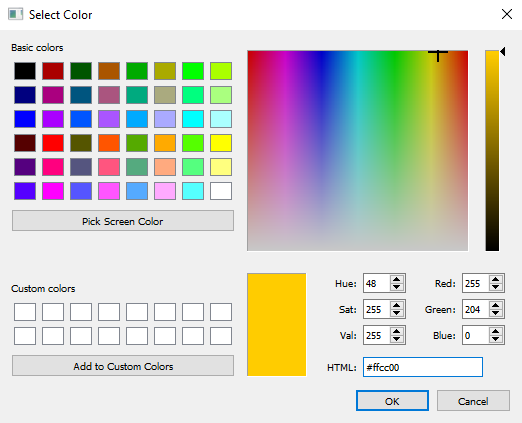 Select Color
Basic colors
Pick Screen Color
Custom colors
Add to Custom Colors
Hue: 48 Red: 255
Sat: 255 Green: 204
Val: 255 Blue: 0
HTML: #ffcc00
OK Cancel